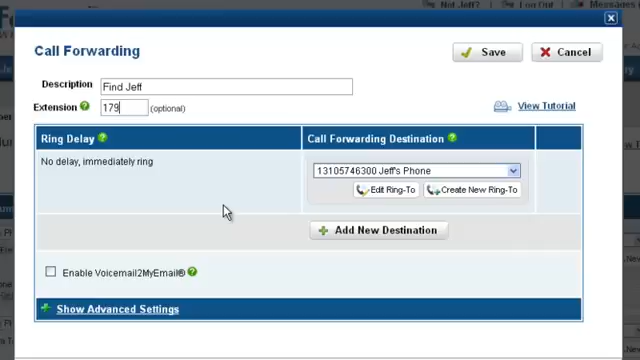 Not Jeff?
Log Out
Messages
Call Forwarding
Save
Cancel
Description
Find Jeff
Extension
179
(optional)
View Tutorial
Ring Delay
Call Forwarding Destination
No delay, immediately ring
13105746300 Jeff's Phone
Edit Ring-To
Create New Ring-To
Add New Destination
Enable Voicemail2MyEmail®
Show Advanced Settings